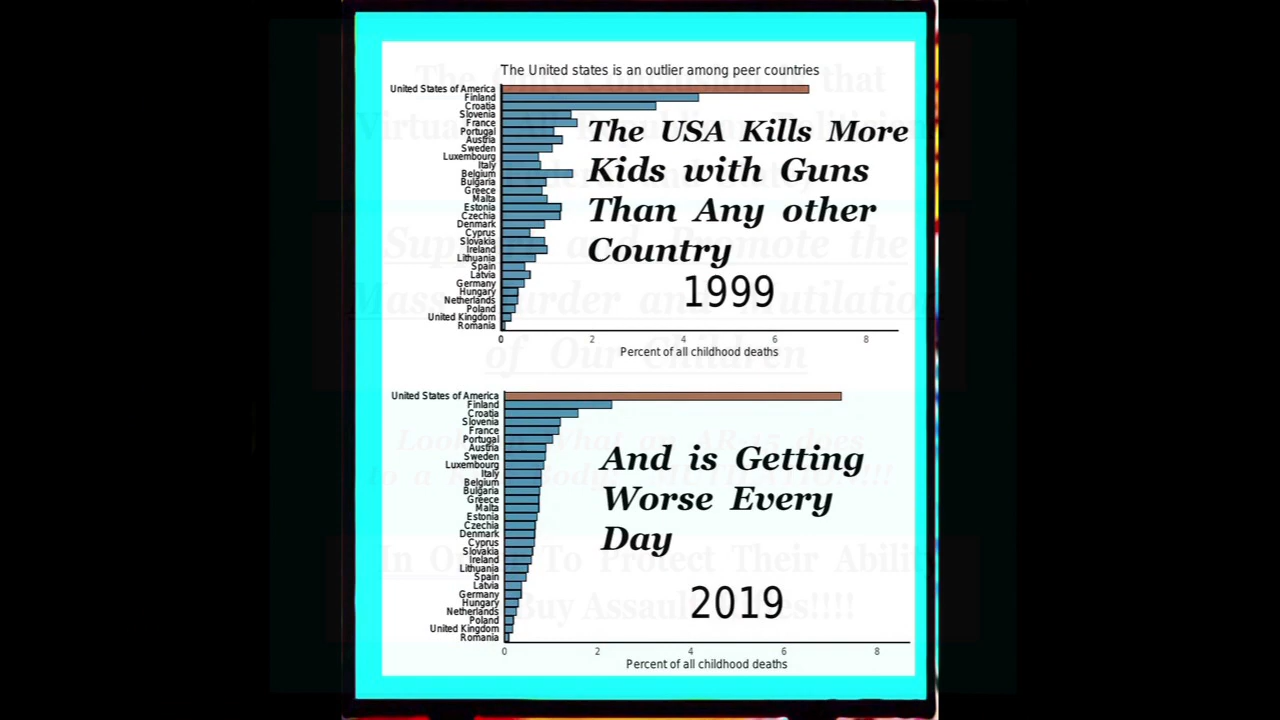 The United states is an outlier among peer countries
United States of America
Finland
Croatia
Slovenia
France
Portugal
Austria
Sweden
Luxembourg
Italy
Belgium
Bulgaria
Greece
Malta
Estonia
Czechia
Denmark
Cyprus
Slovakia
Ireland
Lithuania
Spain
Latvia
Germany
Hungary
Netherlands
Poland
United Kingdom
Romania
The USA Kills More
Kids with Guns
Than Any other
Country
1999
0 2 4 6 8
Percent of all childhood deaths
United States of America
Finland
Croatia
Slovenia
France
Portugal
Austria
Sweden
Luxembourg
Italy
Belgium
Bulgaria
Greece
Malta
Estonia
Czechia
Denmark
Cyprus
Slovakia
Ireland
Lithuania
Spain
Latvia
Germany
Hungary
Netherlands
Poland
United Kingdom
Romania
And is Getting
Worse Every
Day
2019
0 2 4 6 8
Percent of all childhood deaths